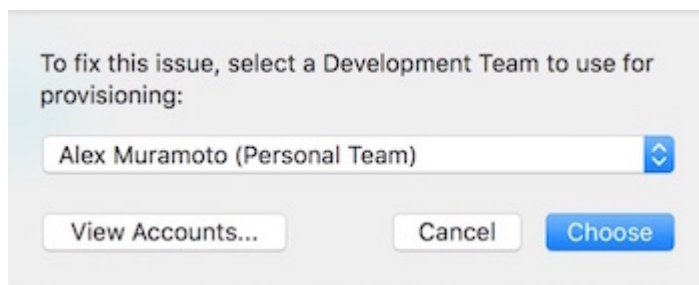 To fix this issue, select a Development Team to use for
provisioning:
Alex Muramoto (Personal Team)
View Accounts... Cancel Choose